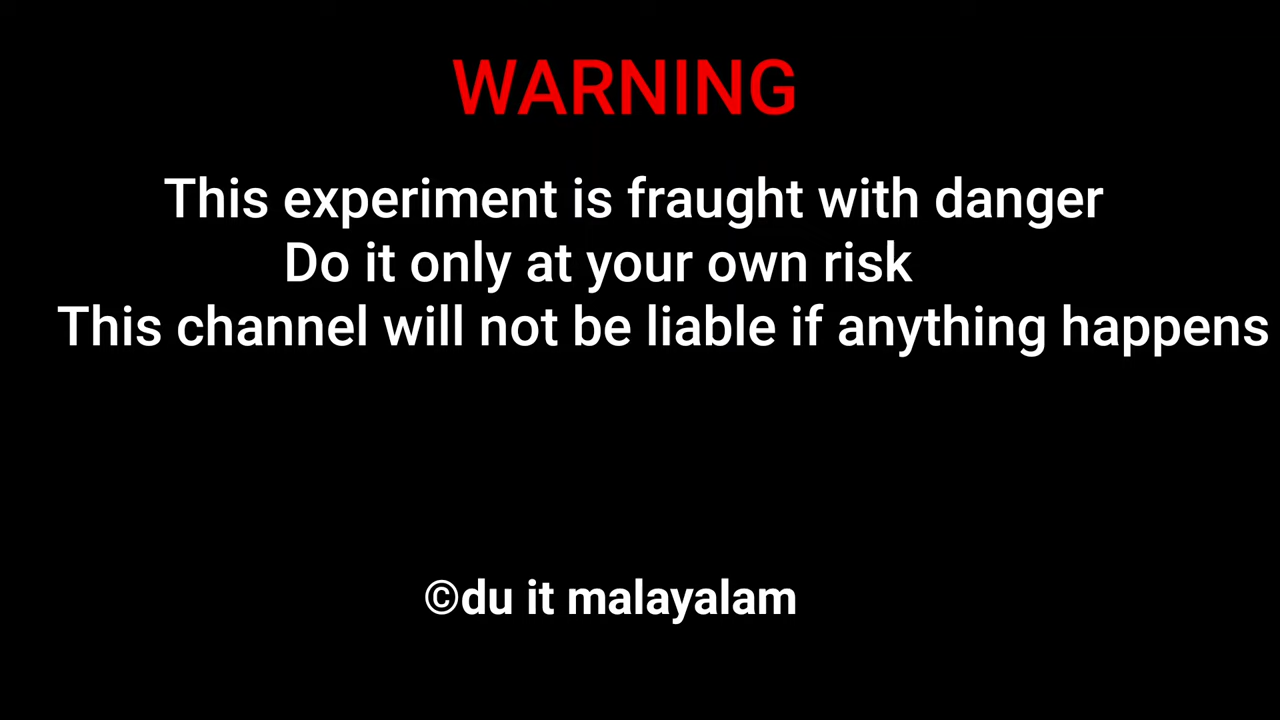 WARNING
This experiment is fraught with danger
Do it only at your own risk
This channel will not be liable if anything happens
©du it malayalam